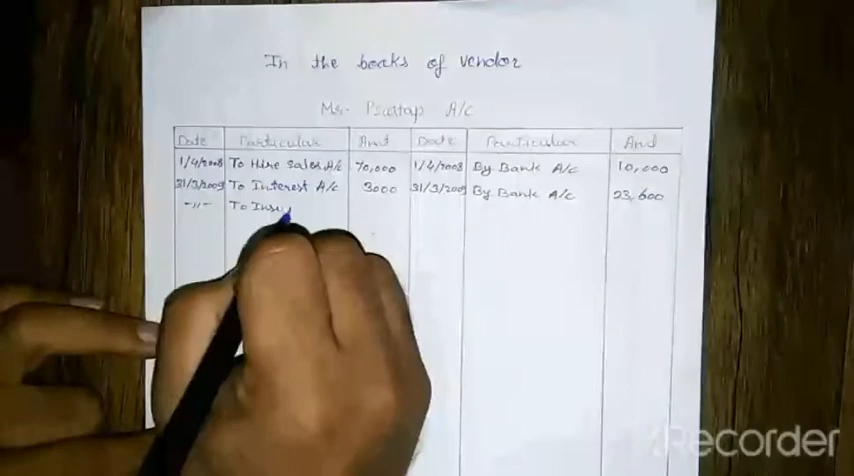 In the books of vendor
Mr. Pratap A/c
Date Particular Amt Date Particular Amt
1/4/2008 To Hire Sales A/c 70,000 1/4/2008 By Bank A/c 10,000
31/3/2009 To Interest A/c 3000 31/3/2009 By Bank A/c 23,600
-"- To Insu
Recorder